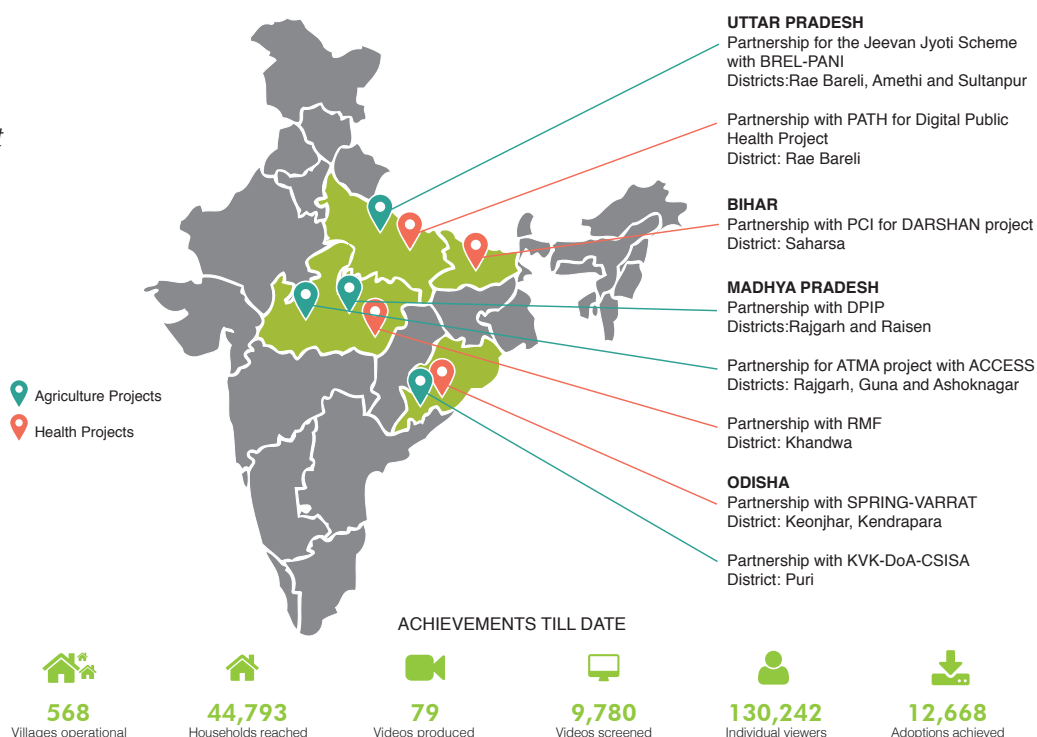 UTTAR PRADESH
Partnership for the Jeevan Jyoti Scheme
with BREL-PANI
Districts:Rae Bareli, Amethi and Sultanpur
Partnership with PATH for Digital Public
Health Project
District: Rae Bareli
BIHAR
Partnership with PCI for DARSHAN project
District: Saharsa
MADHYA PRADESH
Partnership with DPIP
Districts:Rajgarh and Raisen
Partnership for ATMA project with ACCESS
Districts: Rajgarh, Guna and Ashoknagar
Partnership with RMF
District: Khandwa
ODISHA
Partnership with SPRING-VARRAT
District: Keonjhar, Kendrapara
Partnership with KVK-DoA-CSISA
District: Puri
Agriculture Projects
Health Projects
ACHIEVEMENTS TILL DATE
568
Villages operational
44,793
Households reached
79
Videos produced
9,780
Videos screened
130,242
Individual viewers
12,668
Adoptions achieved